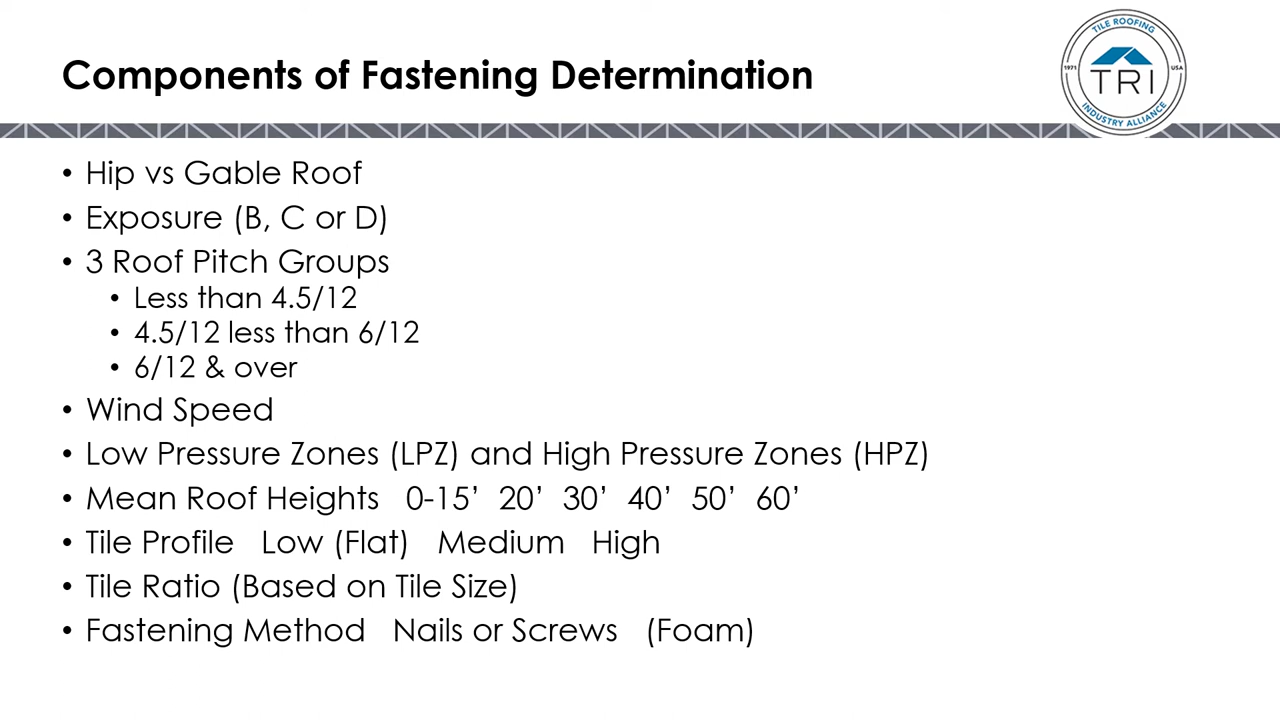 Components of Fastening Determination
TILE ROOFING
1971 TRI USA
INDUSTRY ALLIANCE
• Hip vs Gable Roof
• Exposure (B, C or D)
• 3 Roof Pitch Groups
• Less than 4.5/12
• 4.5/12 less than 6/12
• 6/12 & over
• Wind Speed
• Low Pressure Zones (LPZ) and High Pressure Zones (HPZ)
• Mean Roof Heights 0-15’ 20’ 30’ 40’ 50’ 60’
• Tile Profile Low (Flat) Medium High
• Tile Ratio (Based on Tile Size)
• Fastening Method Nails or Screws (Foam)